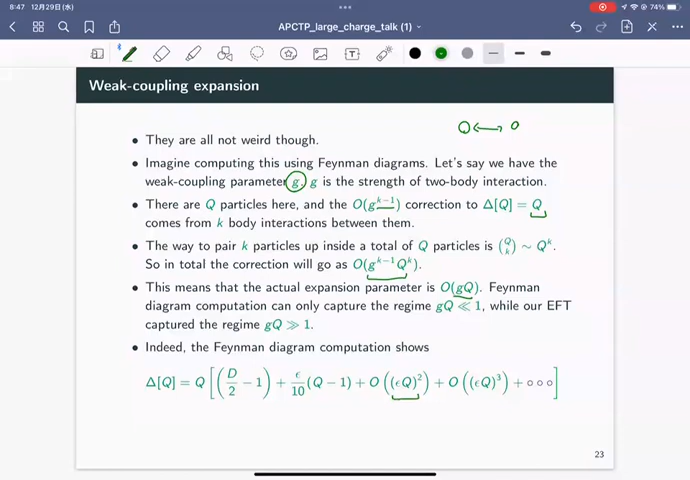 8:47 12月29日(水)
74%
APCTP_large_charge_talk (1)
Weak-coupling expansion
Q ⟷ 0
• They are all not weird though.
• Imagine computing this using Feynman diagrams. Let's say we have the
weak-coupling parameter g, g is the strength of two-body interaction.
• There are Q particles here, and the O(g^{k−1}) correction to Δ[Q] = Q
comes from k body interactions between them.
• The way to pair k particles up inside a total of Q particles is (Q k) ∼ Q^k.
So in total the correction will go as O(g^{k−1}Q^k).
• This means that the actual expansion parameter is O(gQ). Feynman
diagram computation can only capture the regime gQ ≪ 1, while our EFT
captured the regime gQ ≫ 1.
• Indeed, the Feynman diagram computation shows
Δ[Q] = Q [ (D/2 − 1) + ϵ/10 (Q − 1) + O((ϵQ)^2) + O((ϵQ)^3) + ∘∘∘ ]
23